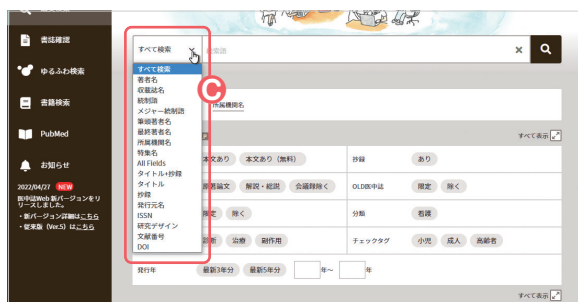 書誌確認
ゆるふわ検索
書籍検索
PubMed
お知らせ
2022/04/27 NEW
医中誌Web 新バージョンをリ
リースしました。
・新バージョン詳細はこちら
・従来版（Ver.5）はこちら
すべて検索
検索語
すべて検索
著者名
収載誌名
統制語
メジャー統制語
筆頭著者名
最終著者名
所属機関名
特集名
All Fields
タイトル+抄録
タイトル
抄録
発行元名
ISSN
研究デザイン
文献番号
DOI
C
所属機関名
すべて表示
本文あり 本文あり（無料） 抄録 あり
原著論文 解説・総説 会議録除く OLD医中誌 限定 除く
限定 除く 分類 看護
診断 治療 副作用 チェックタグ 小児 成人 高齢者
発行年 最新3年分 最新5年分 年～ 年
すべて表示